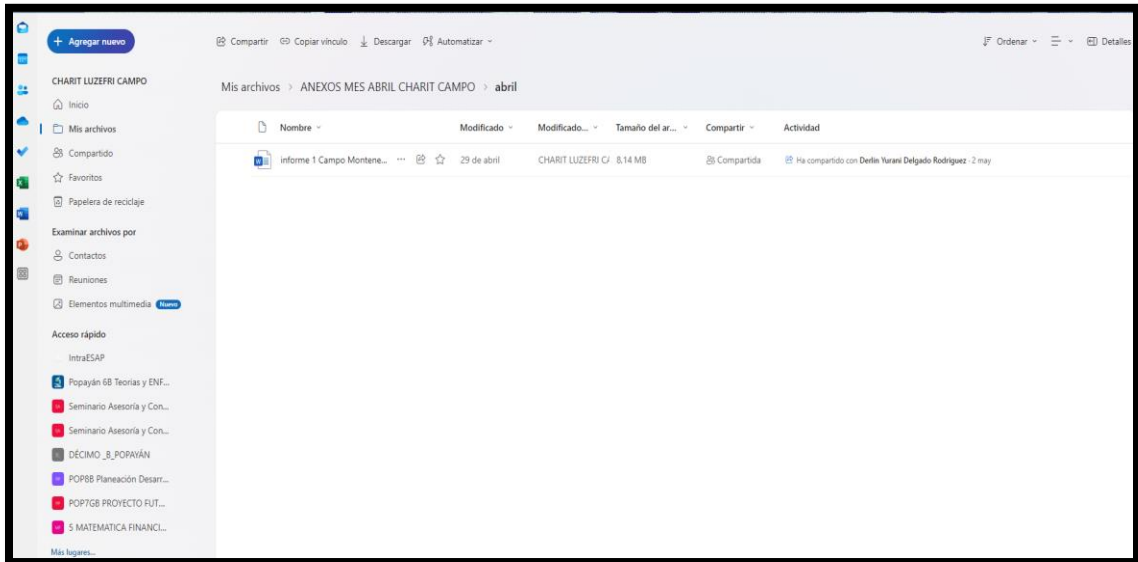 Agregar nuevo
Compartir Copiar vínculo Descargar Automatizar
Ordenar Detalles
CHARIT LUZEFRI CAMPO
Inicio
Mis archivos
Compartido
Favoritos
Papelera de reciclaje
Examinar archivos por
Contactos
Reuniones
Elementos multimedia Nuevo
Acceso rápido
IntraESAP
Popayán 6B Teorias y ENF...
Seminario Asesoría y Con...
Seminario Asesoría y Con...
DÉCIMO _B_POPAYÁN
POP8B Planeación Desarr...
POP7GB PROYECTO FUT...
5 MATEMATICA FINANCI...
Más lugares...
Mis archivos > ANEXOS MES ABRIL CHARIT CAMPO > abril
Nombre Modificado Modificado... Tamaño del ar... Compartir Actividad
informe 1 Campo Montene... 29 de abril CHARIT LUZEFRI 8,14 MB Compartida Ha compartido con Derlin Yurani Delgado Rodriguez - 2 may